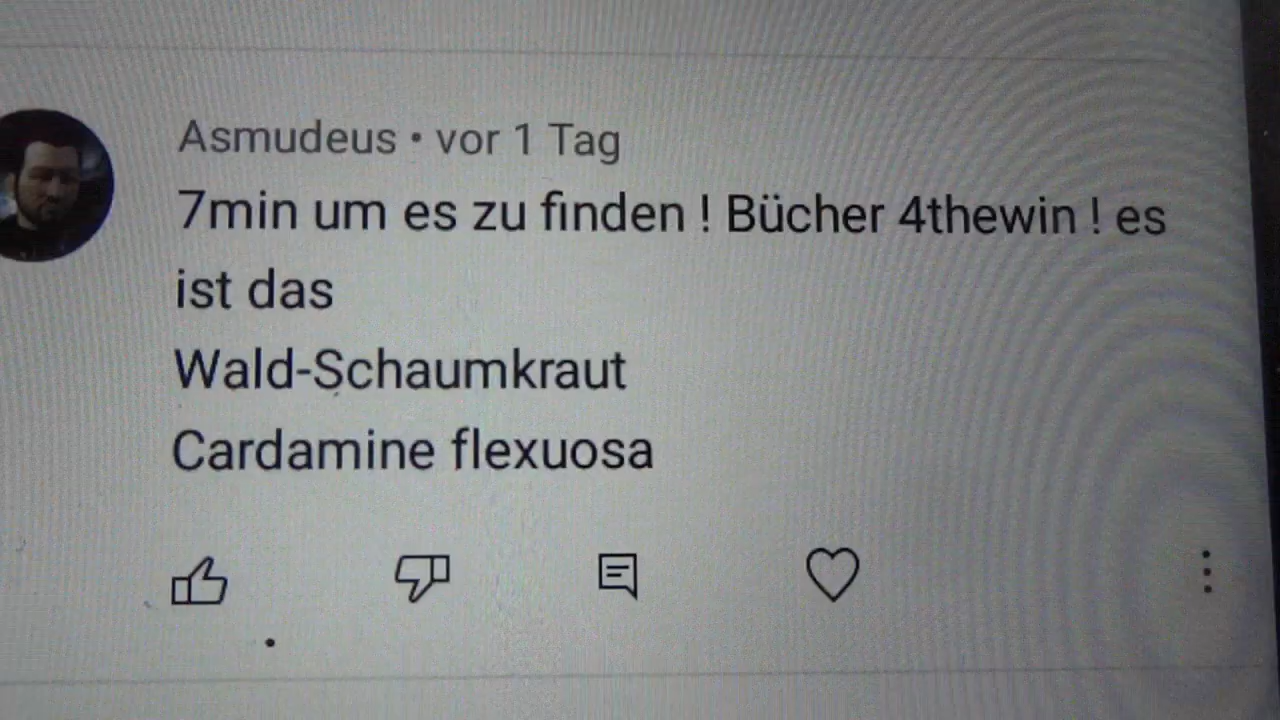 Asmudeus • vor 1 Tag
7min um es zu finden ! Bücher 4thewin ! es
ist das
Wald-Schaumkraut
Cardamine flexuosa